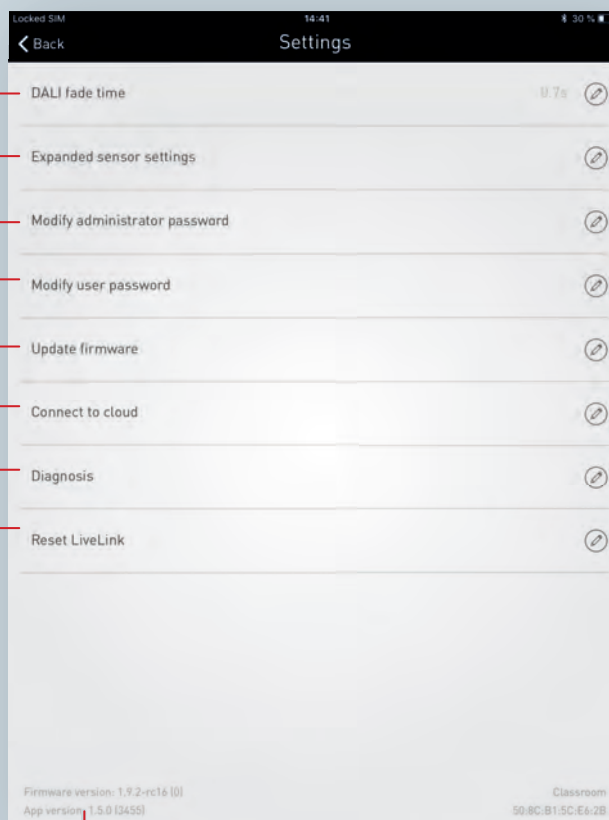 Locked SIM 14:41 30 %
Back Settings
DALI fade time 0.7s
Expanded sensor settings
Modify administrator password
Modify user password
Update firmware
Connect to cloud
Diagnosis
Reset LiveLink
Firmware version: 1.9.2-rc16 (0) Classroom
App version: 1.5.0 (3455) 50:8C:B1:5C:E6:2B